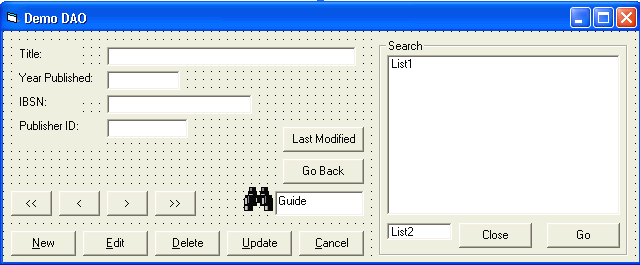 Demo DAO
Title:
Year Published:
IBSN:
Publisher ID:
Last Modified
Go Back
<< < > >>
Guide
New Edit Delete Update Cancel
Search
List1
List2 Close Go